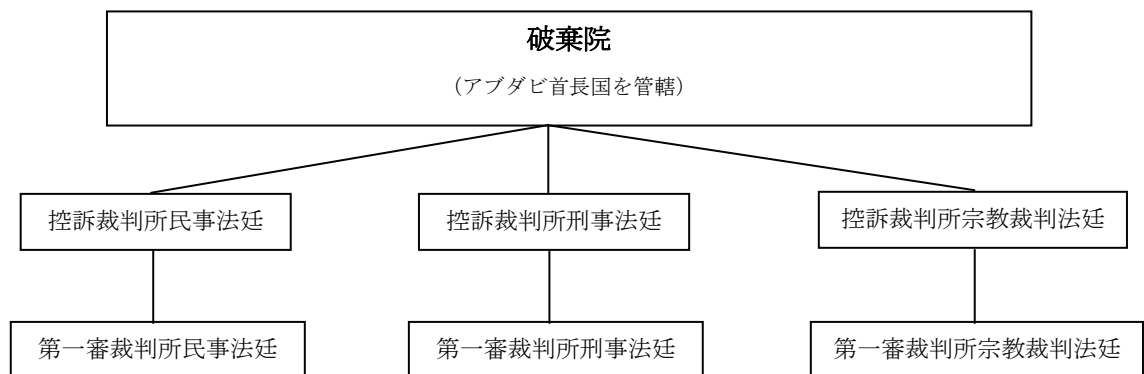 破棄院
（アブダビ首長国を管轄）
控訴裁判所民事法廷
控訴裁判所刑事法廷
控訴裁判所宗教裁判法廷
第一審裁判所民事法廷
第一審裁判所刑事法廷
第一審裁判所宗教裁判法廷